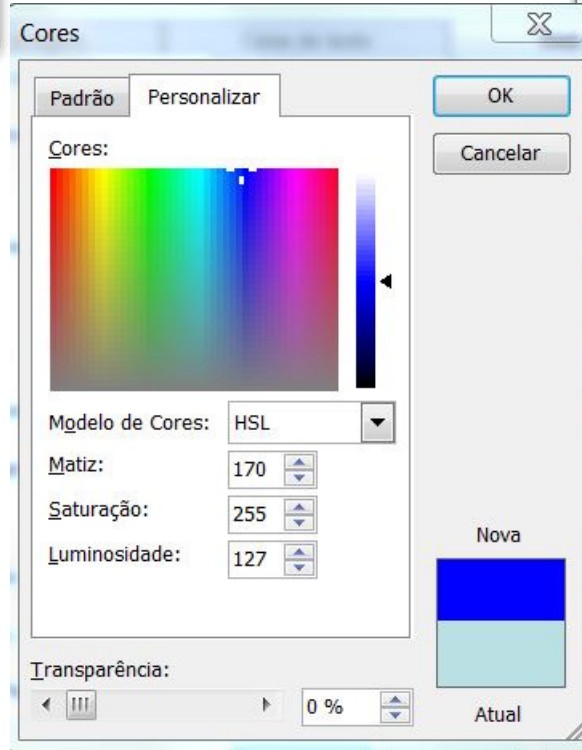 Cores
Padrão Personalizar
OK
Cancelar
Cores:
Modelo de Cores: HSL
Matiz: 170
Saturação: 255
Luminosidade: 127
Nova
Atual
Transparência:
0 %